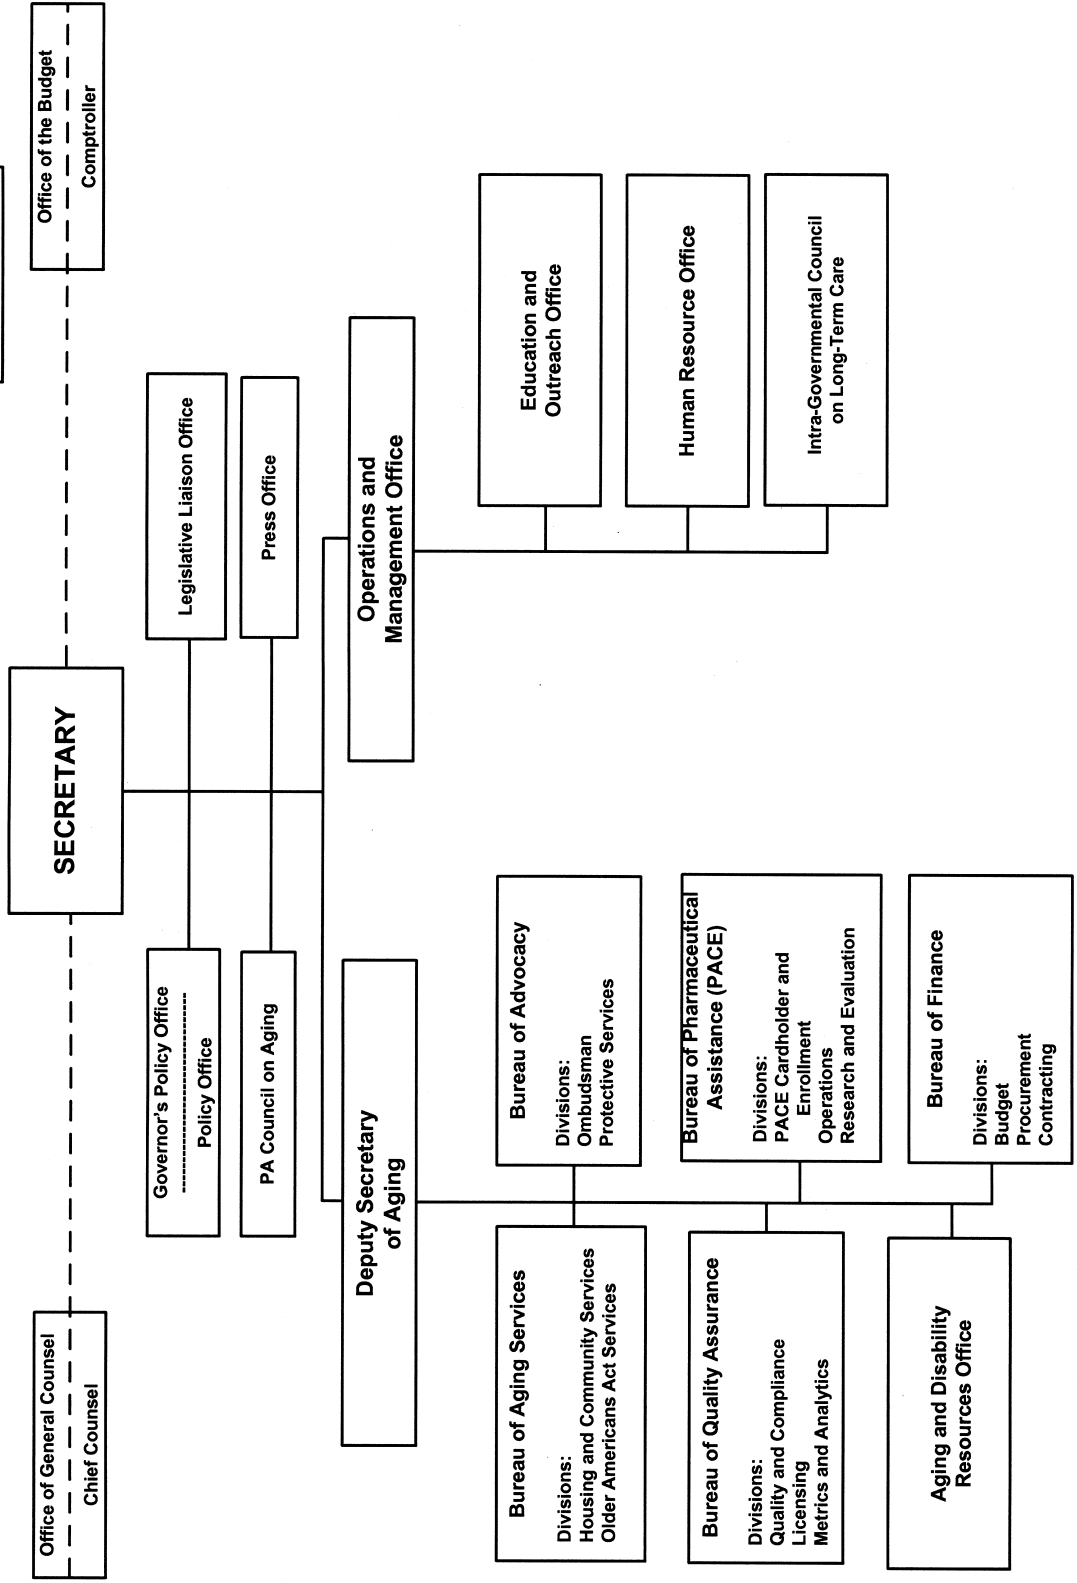 Office of General Counsel
Chief Counsel
SECRETARY
Office of the Budget
Comptroller
Governor's Policy Office
Policy Office
Legislative Liaison Office
PA Council on Aging
Press Office
Deputy Secretary
of Aging
Operations and
Management Office
Bureau of Aging Services
Divisions:
Housing and Community Services
Older Americans Act Services
Bureau of Advocacy
Divisions:
Ombudsman
Protective Services
Education and
Outreach Office
Bureau of Quality Assurance
Divisions:
Quality and Compliance
Licensing
Metrics and Analytics
Bureau of Pharmaceutical
Assistance (PACE)
Divisions:
PACE Cardholder and
Enrollment
Operations
Research and Evaluation
Human Resource Office
Aging and Disability
Resources Office
Bureau of Finance
Divisions:
Budget
Procurement
Contracting
Intra-Governmental Council
on Long-Term Care